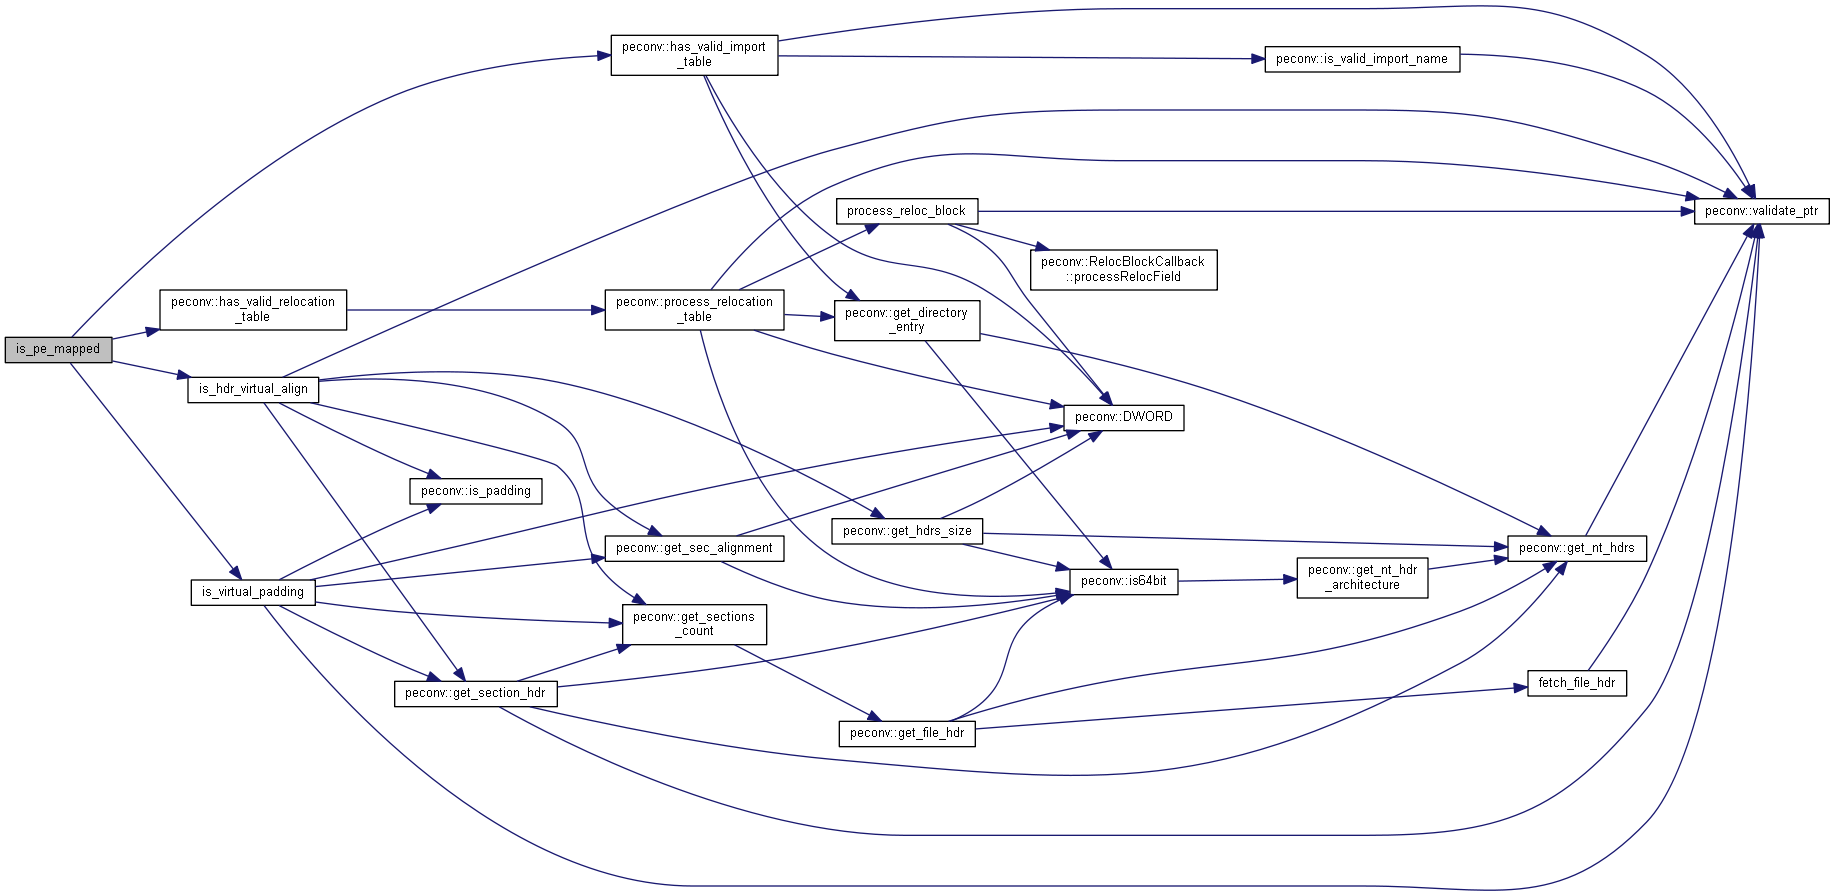 is_pe_mapped
peconv::has_valid_import
_table
peconv::has_valid_relocation
_table
is_hdr_virtual_align
is_virtual_padding
peconv::is_padding
peconv::get_section_hdr
peconv::process_relocation
_table
peconv::get_sec_alignment
peconv::get_sections
_count
process_reloc_block
peconv::get_directory
_entry
peconv::get_hdrs_size
peconv::get_file_hdr
peconv::RelocBlockCallback
::processRelocField
peconv::DWORD
peconv::is64bit
peconv::is_valid_import_name
peconv::get_nt_hdr
_architecture
peconv::get_nt_hdrs
fetch_file_hdr
peconv::validate_ptr